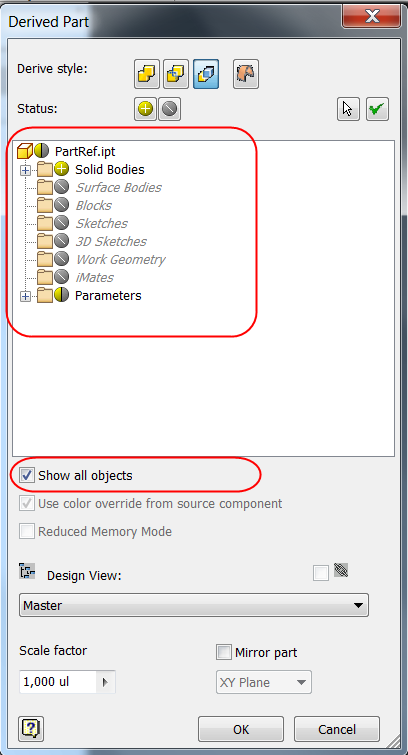 Derived Part
Derive style:
Status:
PartRef.ipt
Solid Bodies
Surface Bodies
Blocks
Sketches
3D Sketches
Work Geometry
iMates
Parameters
Show all objects
Use color override from source component
Reduced Memory Mode
Design View:
Master
Scale factor
Mirror part
1,000 ul
XY Plane
OK
Cancel